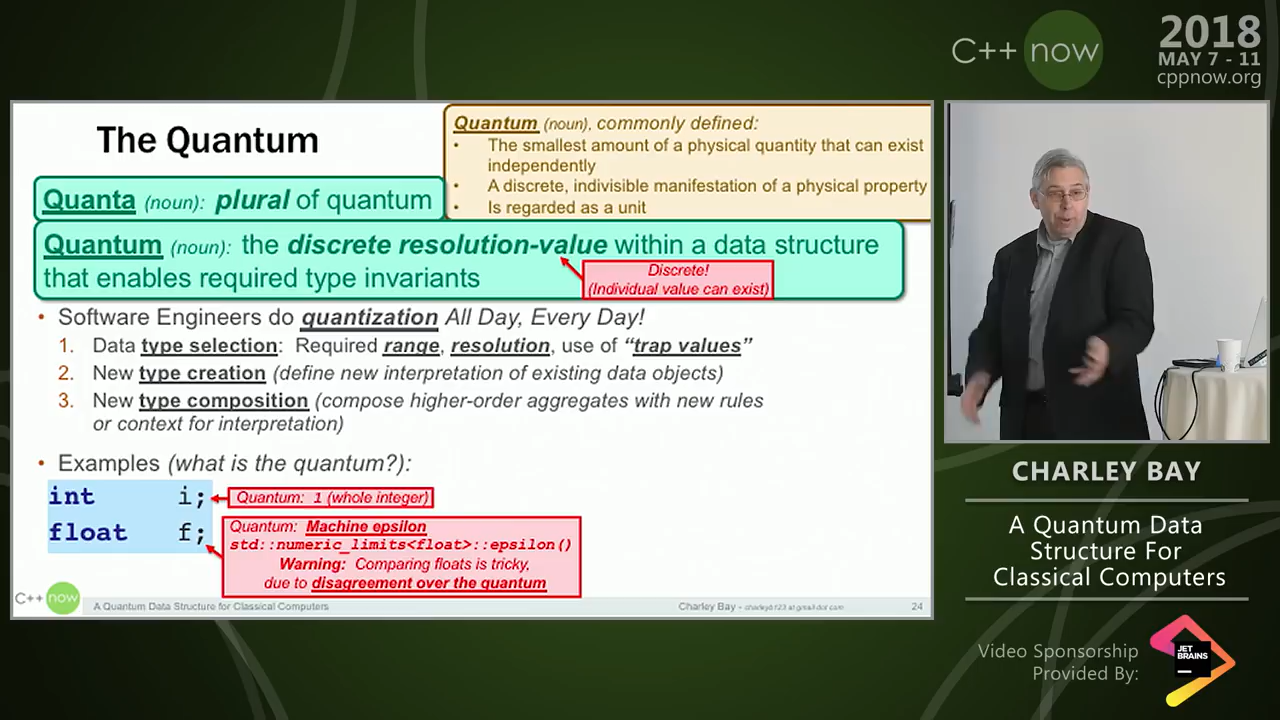 C++ now
2018
MAY 7 - 11
cppnow.org
The Quantum
Quantum (noun), commonly defined:
• The smallest amount of a physical quantity that can exist
independently
• A discrete, indivisible manifestation of a physical property
• Is regarded as a unit
Quanta (noun): plural of quantum
Quantum (noun): the discrete resolution-value within a data structure
that enables required type invariants
Discrete!
(Individual value can exist)
• Software Engineers do quantization All Day, Every Day!
1. Data type selection: Required range, resolution, use of “trap values”
2. New type creation (define new interpretation of existing data objects)
3. New type composition (compose higher-order aggregates with new rules
or context for interpretation)
• Examples (what is the quantum?):
int i;
Quantum: 1 (whole integer)
float f;
Quantum: Machine epsilon
std::numeric_limits<float>::epsilon()
Warning: Comparing floats is tricky,
due to disagreement over the quantum
C++ now
A Quantum Data Structure for Classical Computers
Charley Bay - charleyb123 at gmail dot com
24
CHARLEY BAY
A Quantum Data
Structure For
Classical Computers
Video Sponsorship
Provided By:
JET
BRAINS